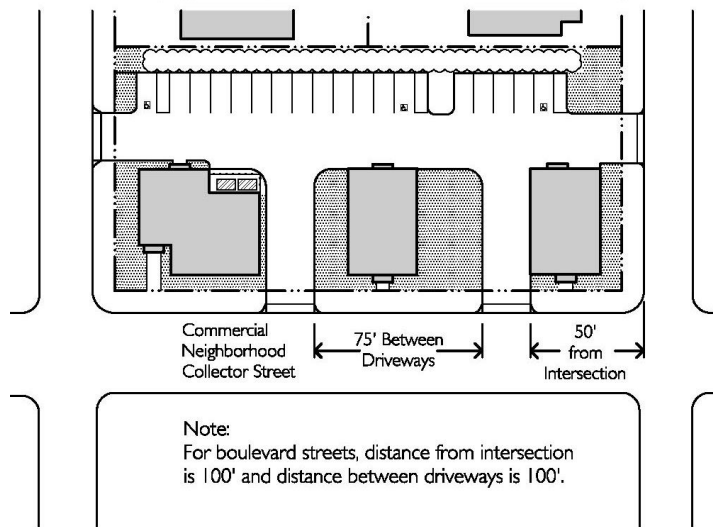 Commercial
Neighborhood
Collector Street
75' Between
Driveways
50'
from
Intersection
Note:
For boulevard streets, distance from intersection
is 100' and distance between driveways is 100'.